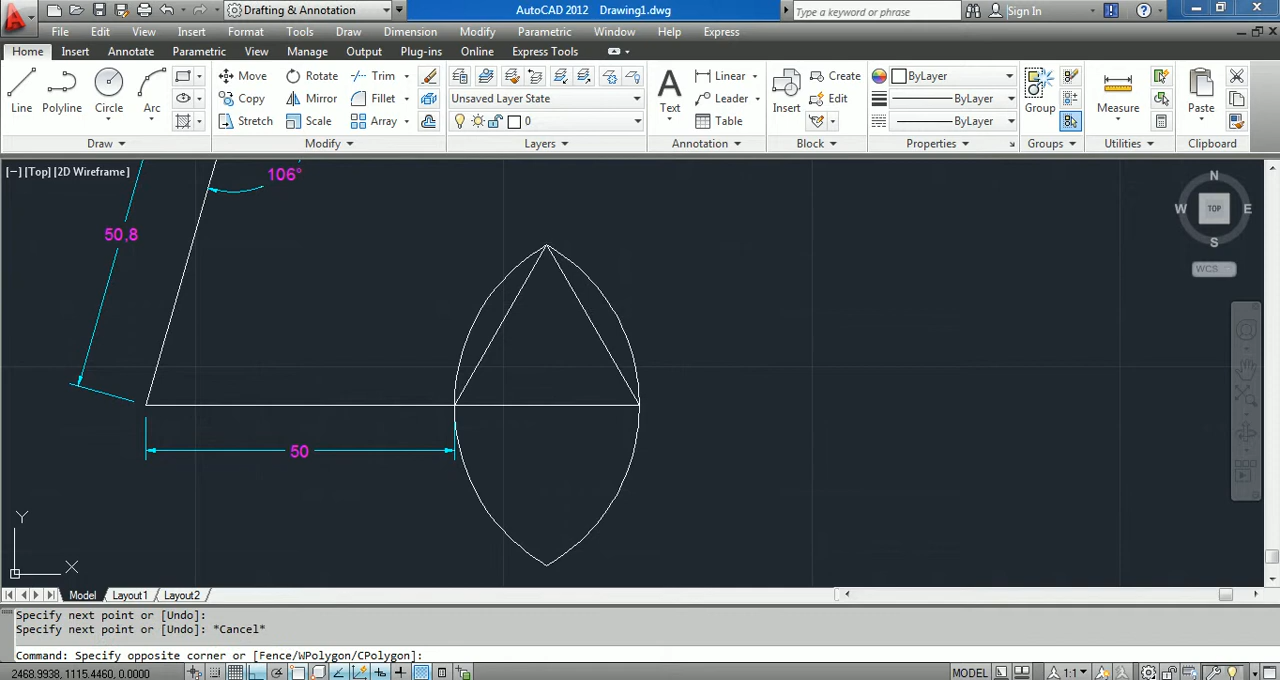 Drafting & Annotation
AutoCAD 2012 Drawing1.dwg
Type a keyword or phrase
Sign In
File Edit View Insert Format Tools Draw Dimension Modify Parametric Window Help Express
Home Insert Annotate Parametric View Manage Output Plug-ins Online Express Tools
Move Rotate Trim
Linear
Create
ByLayer
Line Polyline Circle Arc
Copy Mirror Fillet
Unsaved Layer State
Text
Leader
Insert
Edit
ByLayer
Group
Measure
Paste
Stretch Scale Array
0
Table
ByLayer
Draw Modify Layers Annotation Block Properties Groups Utilities Clipboard
[−] [Top] [2D Wireframe]
106°
50,8
50
N
W TOP E
S
WCS
Y
X
Model Layout1 Layout2
Specify next point or [Undo]:
Specify next point or [Undo]: *Cancel*
Command: Specify opposite corner or [Fence/WPolygon/CPolygon]:
2468.9938, 1115.4460, 0.0000
MODEL
1:1